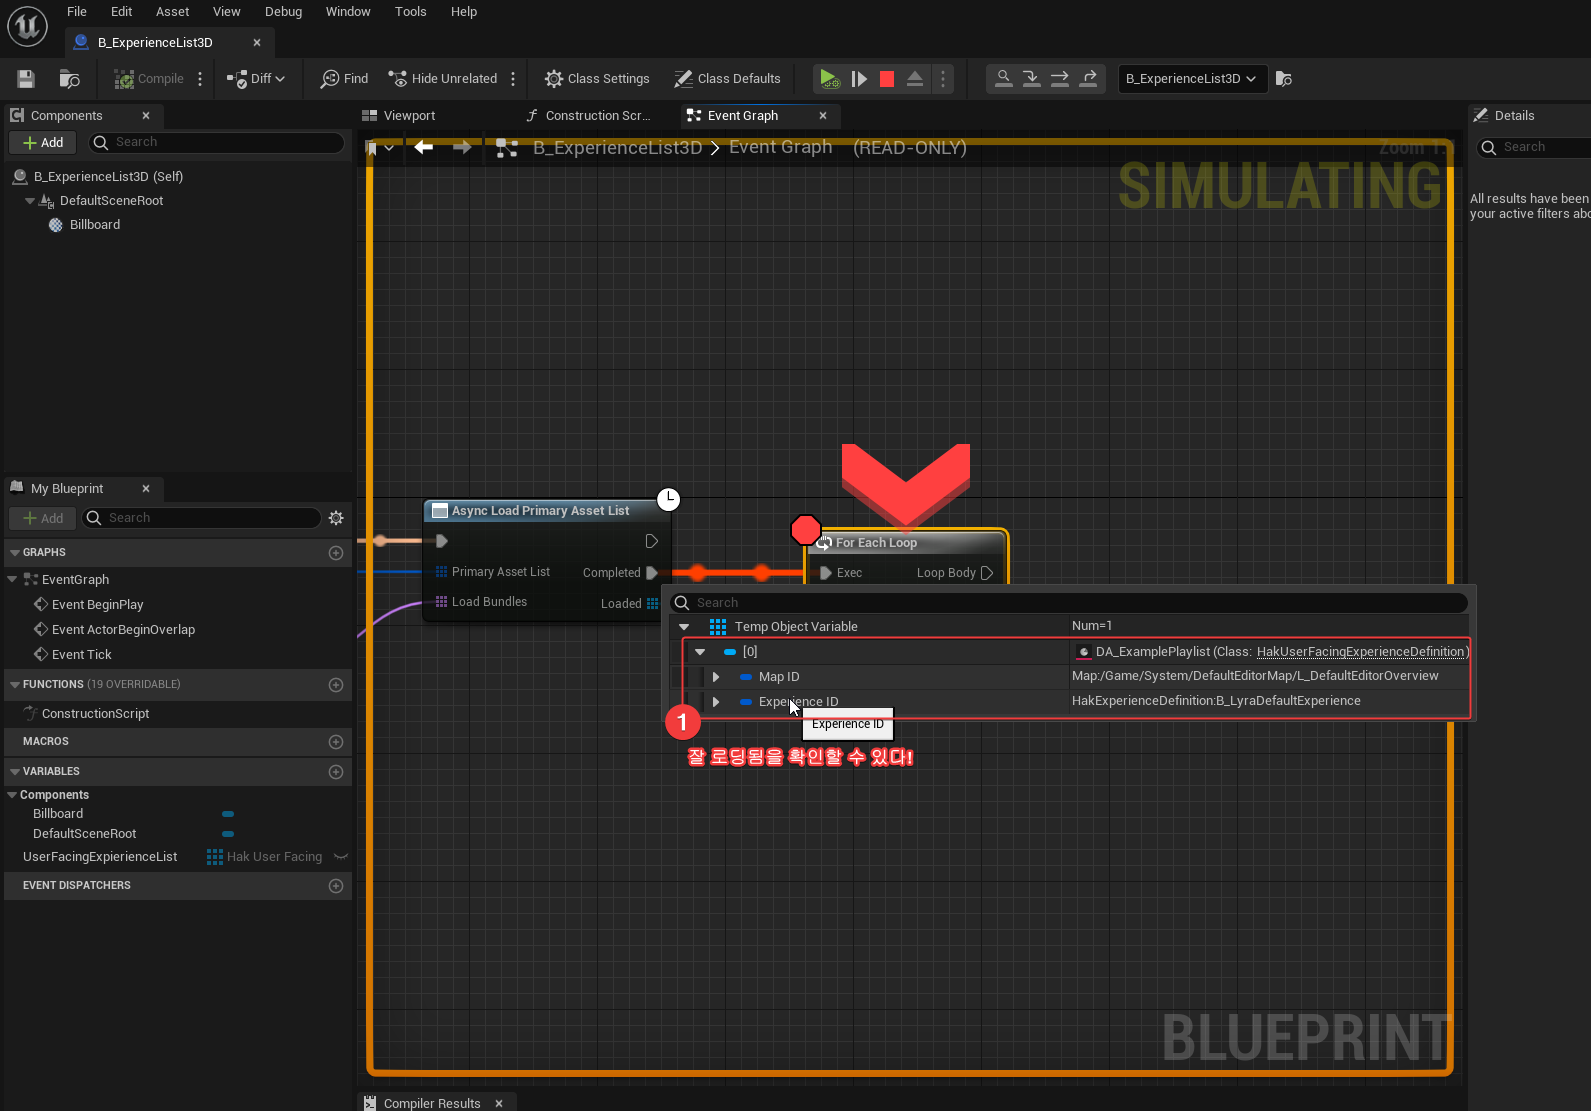 File Edit Asset View Debug Window Tools Help
B_ExperienceList3D
Compile Diff Find Hide Unrelated Class Settings Class Defaults B_ExperienceList3D
Components
Add Search
B_ExperienceList3D (Self)
DefaultSceneRoot
Billboard
My Blueprint
Add Search
GRAPHS
EventGraph
Event BeginPlay
Event ActorBeginOverlap
Event Tick
FUNCTIONS (19 OVERRIDABLE)
ConstructionScript
MACROS
VARIABLES
Components
Billboard
DefaultSceneRoot
UserFacingExpierienceList Hak User Facing
EVENT DISPATCHERS
Viewport Construction Scr... Event Graph
B_ExperienceList3D > Event Graph (READ-ONLY)
Zoom
SIMULATING
Async Load Primary Asset List
Primary Asset List Completed
Load Bundles Loaded
For Each Loop
Exec Loop Body
Search
Temp Object Variable Num=1
[0] DA_ExamplePlaylist (Class: HakUserFacingExperienceDefinition)
Map ID Map:/Game/System/DefaultEditorMap/L_DefaultEditorOverview
Experience ID HakExperienceDefinition:B_LyraDefaultExperience
1
Experience ID
잘 로딩됨을 확인할 수 있다!
BLUEPRINT
Compiler Results
Details
Search
All results have been
your active filters abo